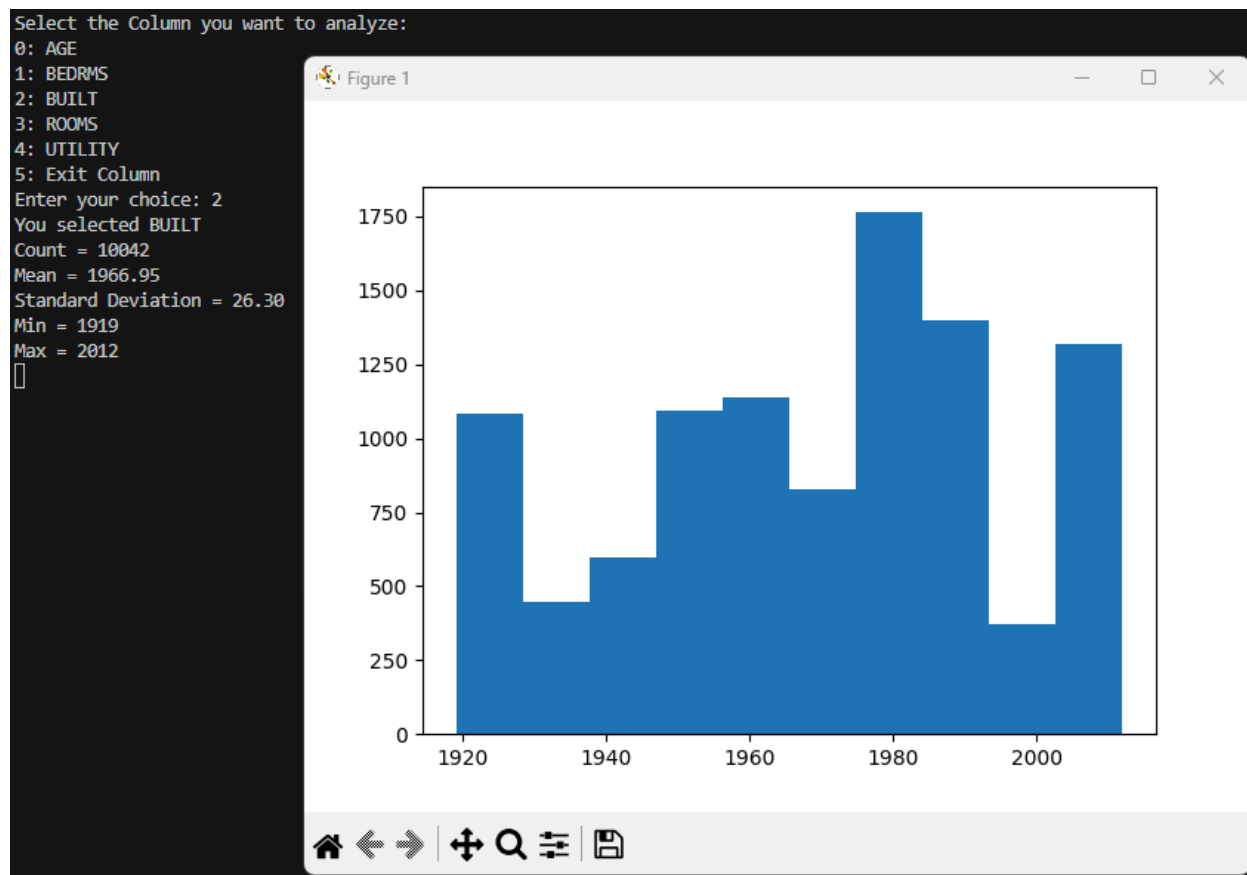 Select the Column you want to analyze:
0: AGE
1: BEDRMS
2: BUILT
3: ROOMS
4: UTILITY
5: Exit Column
Enter your choice: 2
You selected BUILT
Count = 10042
Mean = 1966.95
Standard Deviation = 26.30
Min = 1919
Max = 2012
Figure 1
1750
1500
1250
1000
750
500
250
0
1920 1940 1960 1980 2000